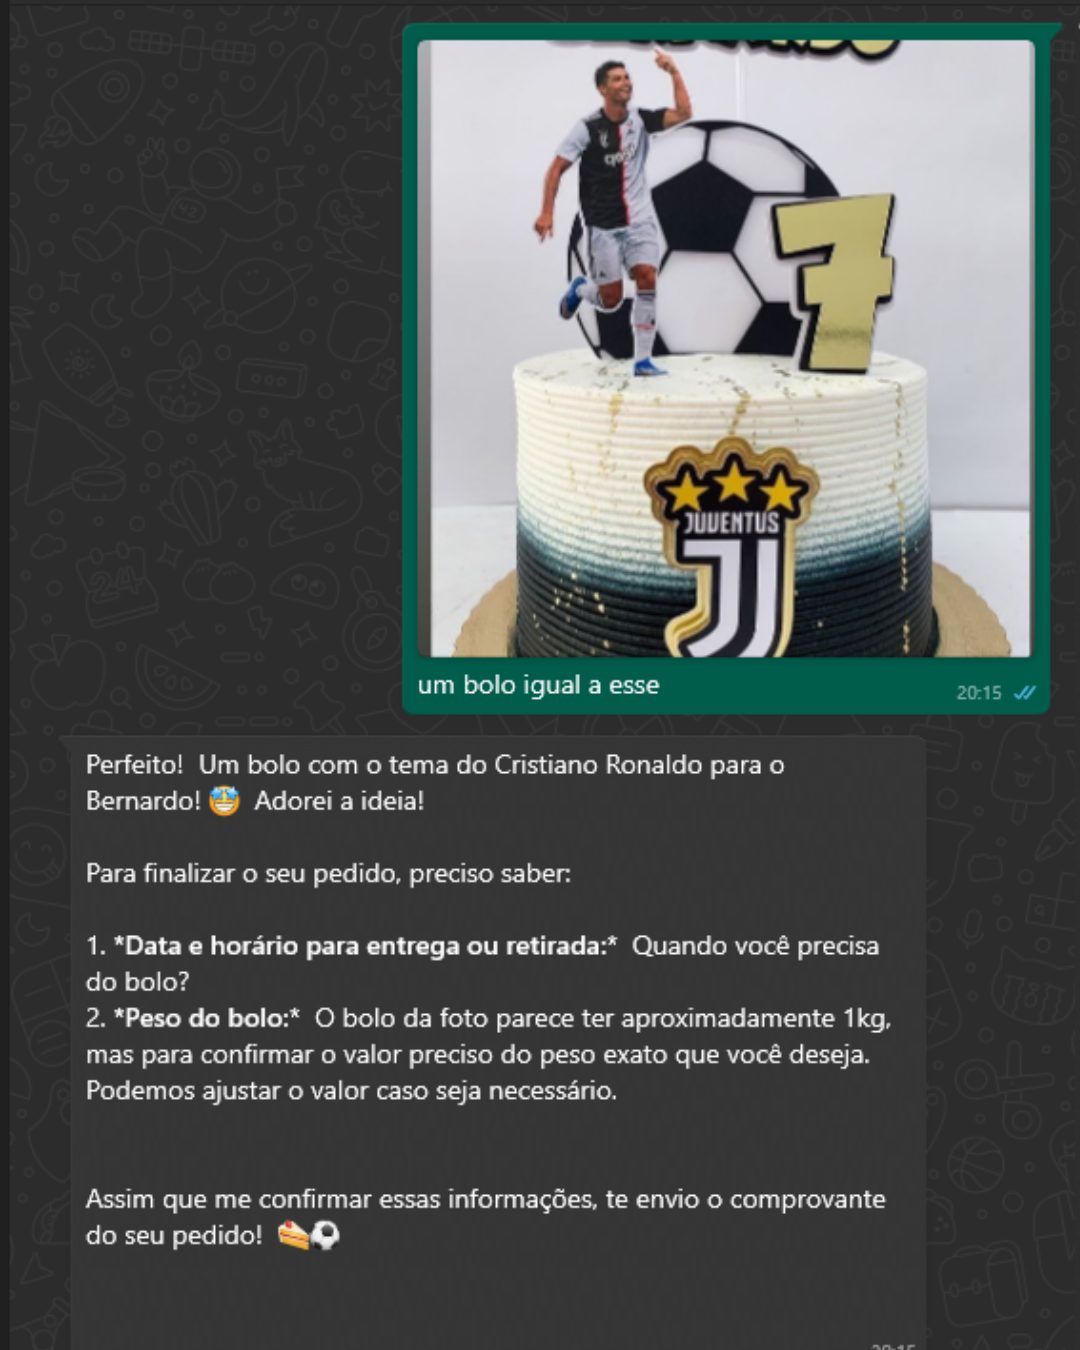 7
JUVENTUS
J
um bolo igual a esse
20:15
Perfeito!  Um bolo com o tema do Cristiano Ronaldo para o
Bernardo! 🤩  Adorei a ideia!
Para finalizar o seu pedido, preciso saber:
1. *Data e horário para entrega ou retirada:*  Quando você precisa
do bolo?
2. *Peso do bolo:*  O bolo da foto parece ter aproximadamente 1kg,
mas para confirmar o valor preciso do peso exato que você deseja.
Podemos ajustar o valor caso seja necessário.
Assim que me confirmar essas informações, te envio o comprovante
do seu pedido!  🍰⚽